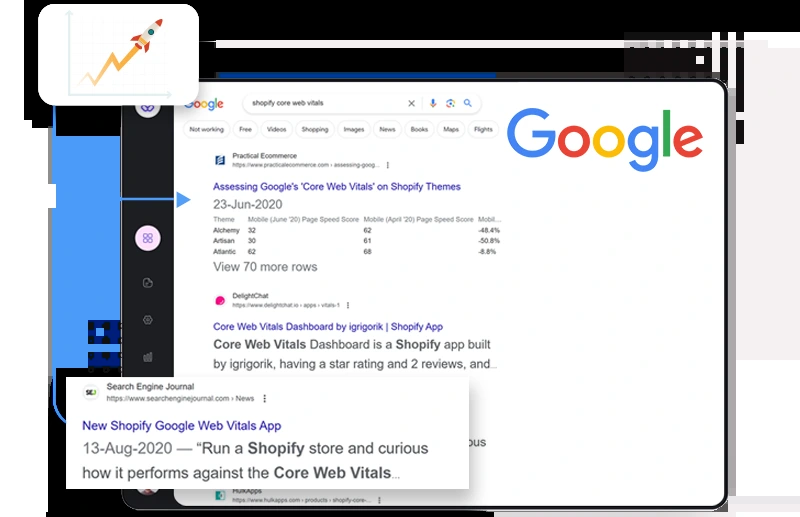 Google
shopify core web vitals
Google
Not working Free Videos Shopping Images News Books Maps Flights
Practical Ecommerce
https://www.practicalecommerce.com › assessing-goog...
Assessing Google's 'Core Web Vitals' on Shopify Themes
23-Jun-2020
Theme Mobile (June '20) Page Speed Score Mobile (April '20) Page Speed Score Mobil...
Alchemy 32 62 -48.4%
Artisan 30 61 -50.8%
Atlantic 62 68 -8.8%
View 70 more rows
DelightChat
https://www.delightchat.io › apps › vitals-1
Core Web Vitals Dashboard by igrigorik | Shopify App
Core Web Vitals Dashboard is a Shopify app built
by igrigorik, having a star rating and 2 reviews, and...
SEJ
Search Engine Journal
https://www.searchenginejournal.com › News
New Shopify Google Web Vitals App
13-Aug-2020 — “Run a Shopify store and curious
how it performs against the Core Web Vitals...
ous
HulkApps
https://www.hulkapps.com › products › shopify-core-...